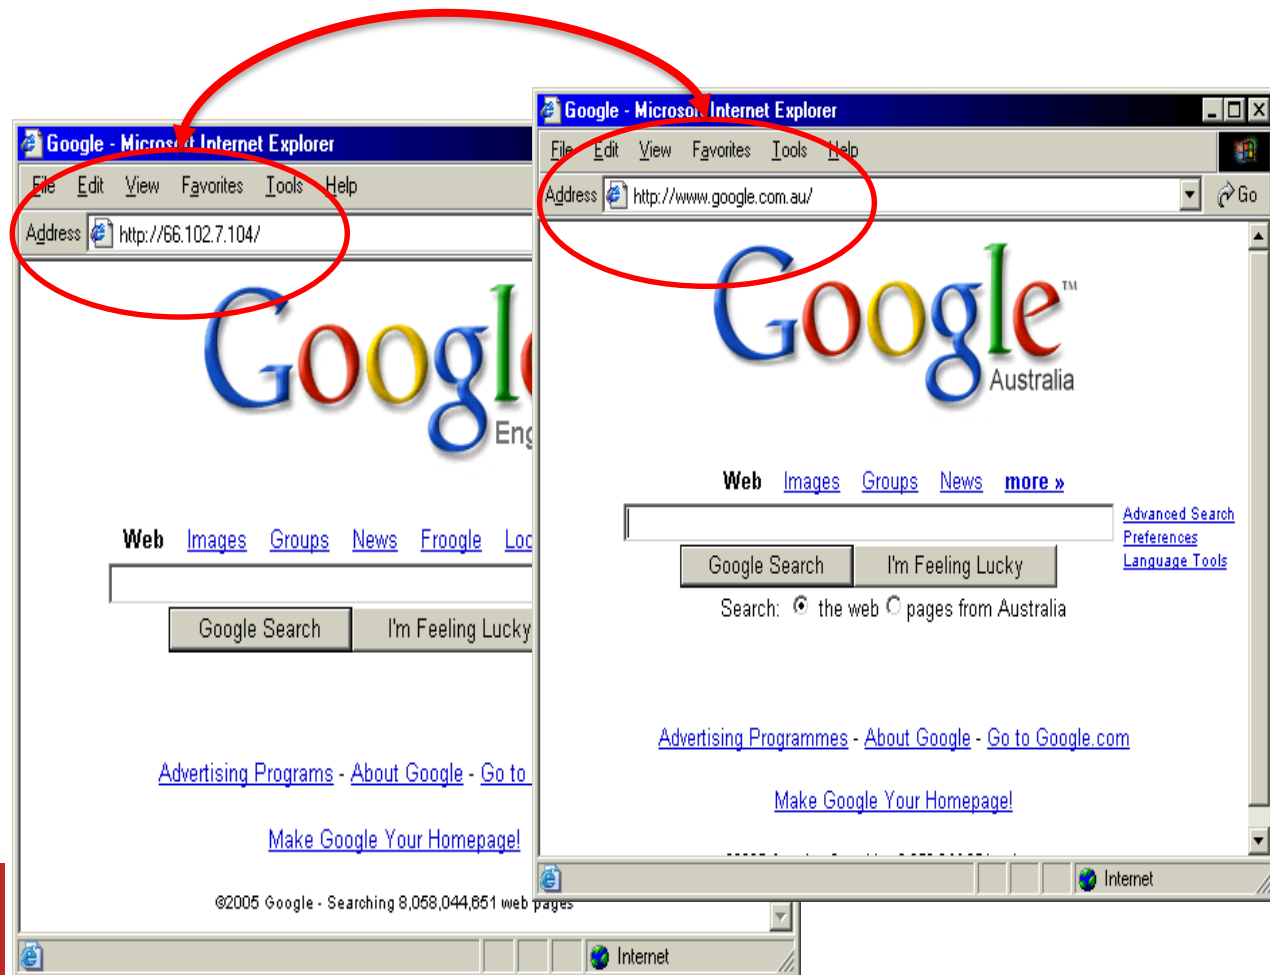 Google - Microsoft Internet Explorer
File Edit View Favorites Tools Help
Address http://66.102.7.104/
Google
Web Images Groups News Froogle
Google Search I'm Feeling Lucky
Advertising Programs - About Google - Go to
Make Google Your Homepage!
©2005 Google - Searching 8,058,044,651 web pages
Internet
Google - Microsoft Internet Explorer
File Edit View Favorites Tools Help
Address http://www.google.com.au/ Go
Google™
Australia
Web Images Groups News more »
Advanced Search
Preferences
Language Tools
Google Search I'm Feeling Lucky
Search: the web pages from Australia
Advertising Programmes - About Google - Go to Google.com
Make Google Your Homepage!
Internet